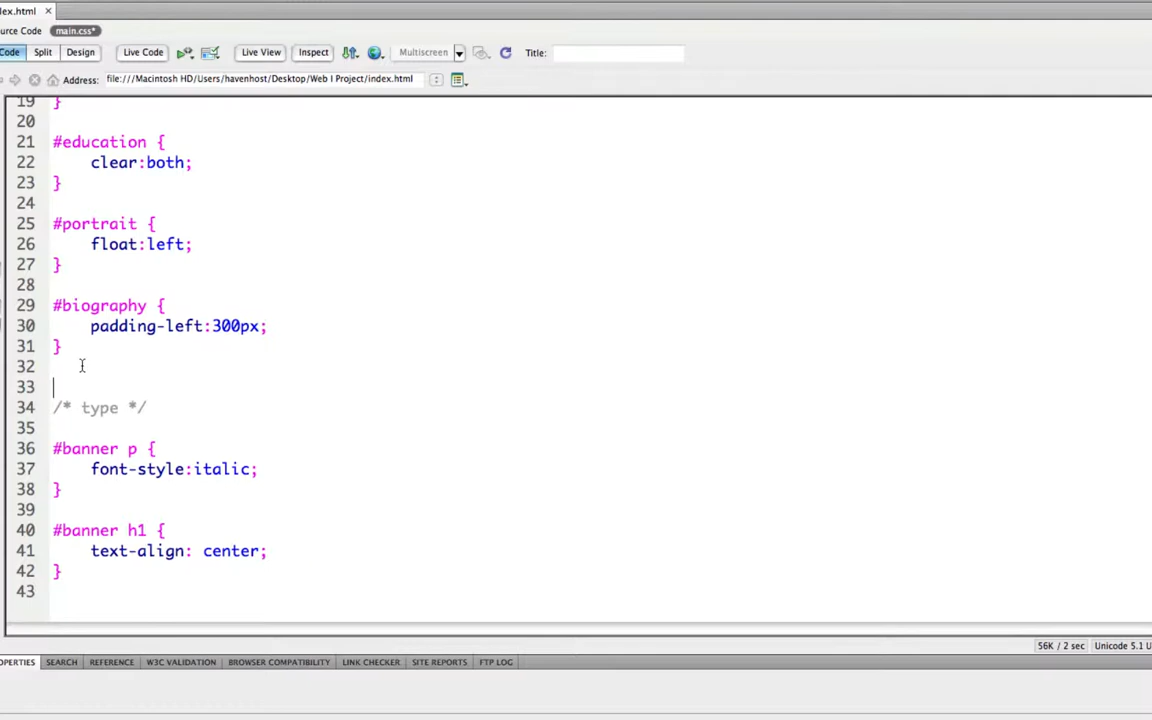 dex.html ×
urce Code main.css*
Code Split Design Live Code Live View Inspect Multiscreen Title:
Address: file:///Macintosh HD/Users/havenhost/Desktop/Web I Project/index.html
19 }
20
21 #education {
22 clear:both;
23 }
24
25 #portrait {
26 float:left;
27 }
28
29 #biography {
30 padding-left:300px;
31 }
32
33
34 /* type */
35
36 #banner p {
37 font-style:italic;
38 }
39
40 #banner h1 {
41 text-align: center;
42 }
43
56K / 2 sec Unicode 5.1 U
OPERTIES SEARCH REFERENCE W3C VALIDATION BROWSER COMPATIBILITY LINK CHECKER SITE REPORTS FTP LOG